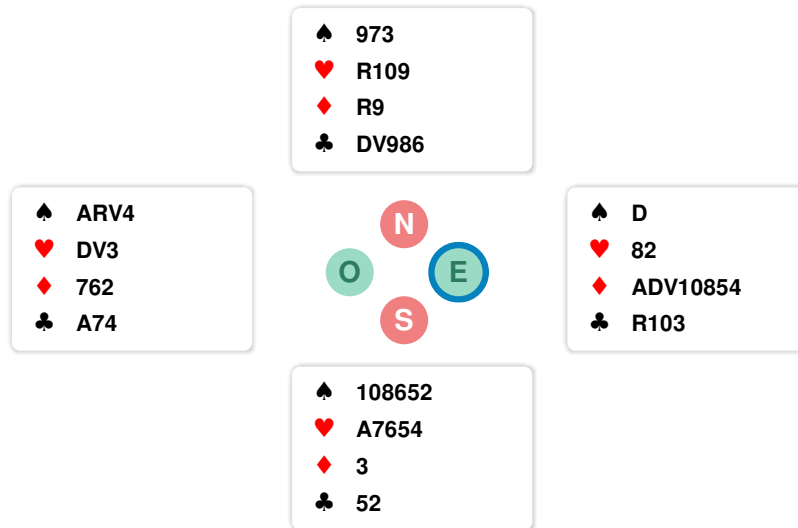 ♠ 973
♥ R109
♦ R9
♣ DV986
♠ ARV4
♥ DV3
♦ 762
♣ A74
N
O E
S
♠ D
♥ 82
♦ ADV10854
♣ R103
♠ 108652
♥ A7654
♦ 3
♣ 52